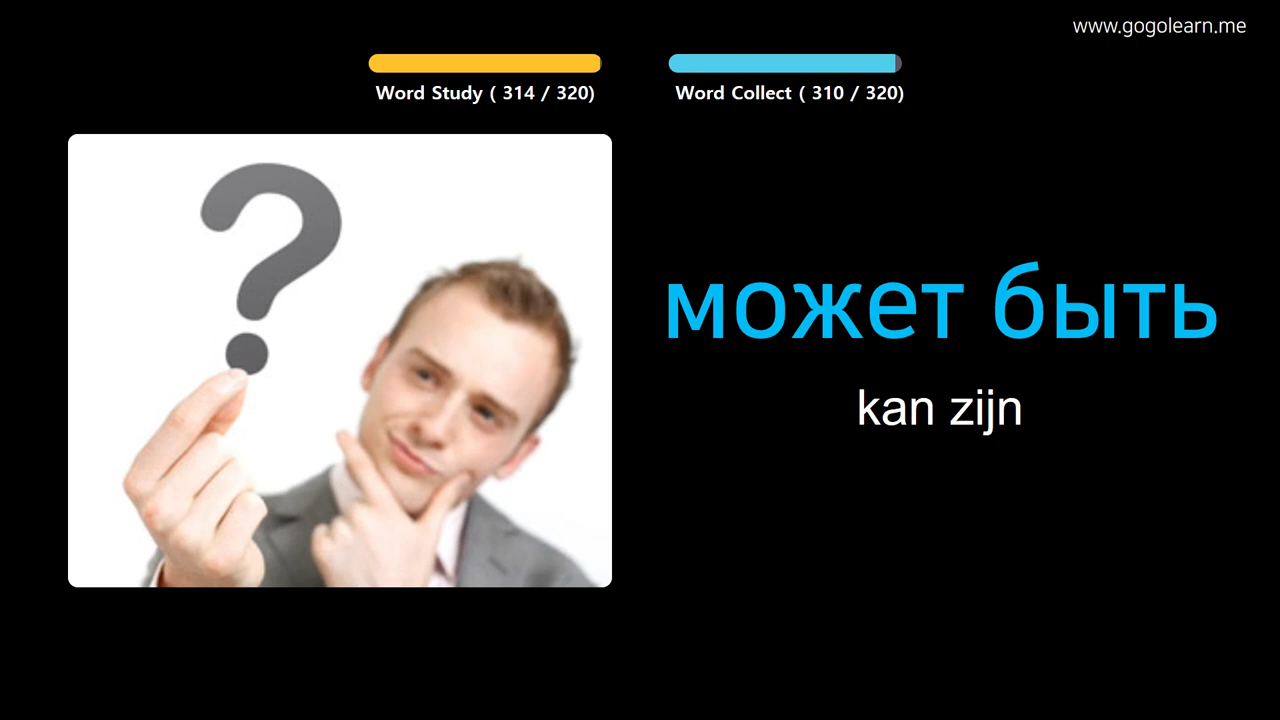 www.gogolearn.me
Word Study ( 314 / 320)
Word Collect ( 310 / 320)
?
может быть
kan zijn